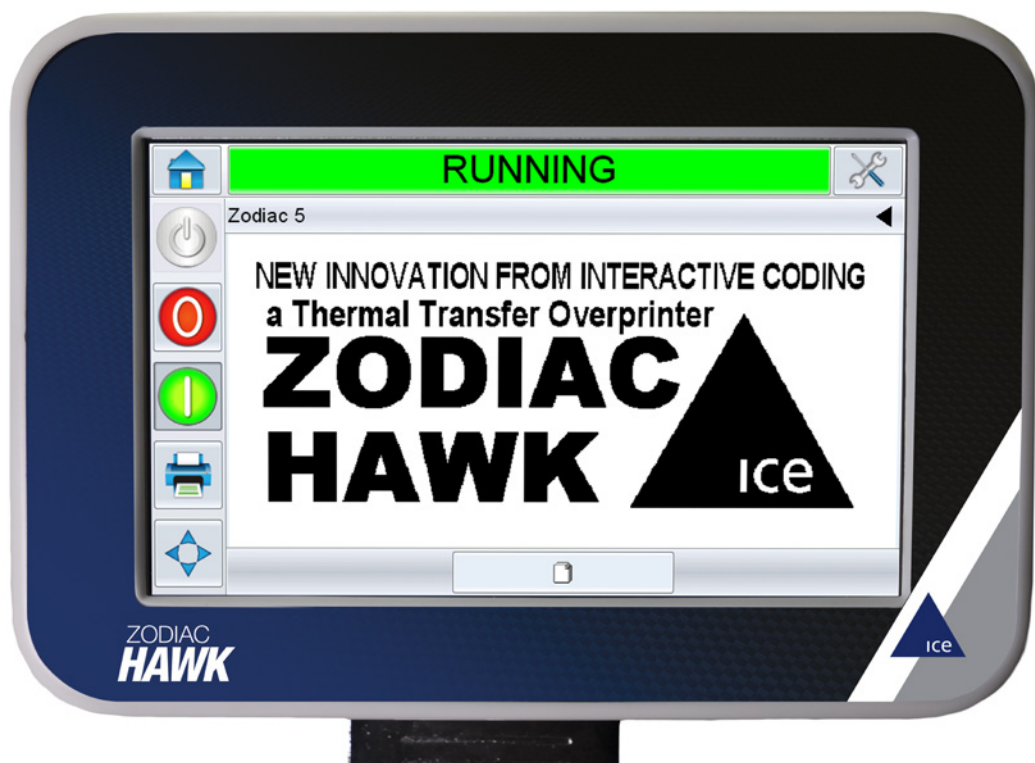 RUNNING
Zodiac 5
NEW INNOVATION FROM INTERACTIVE CODING
a Thermal Transfer Overprinter
ZODIAC
HAWK
ice
ZODIAC
HAWK
ice